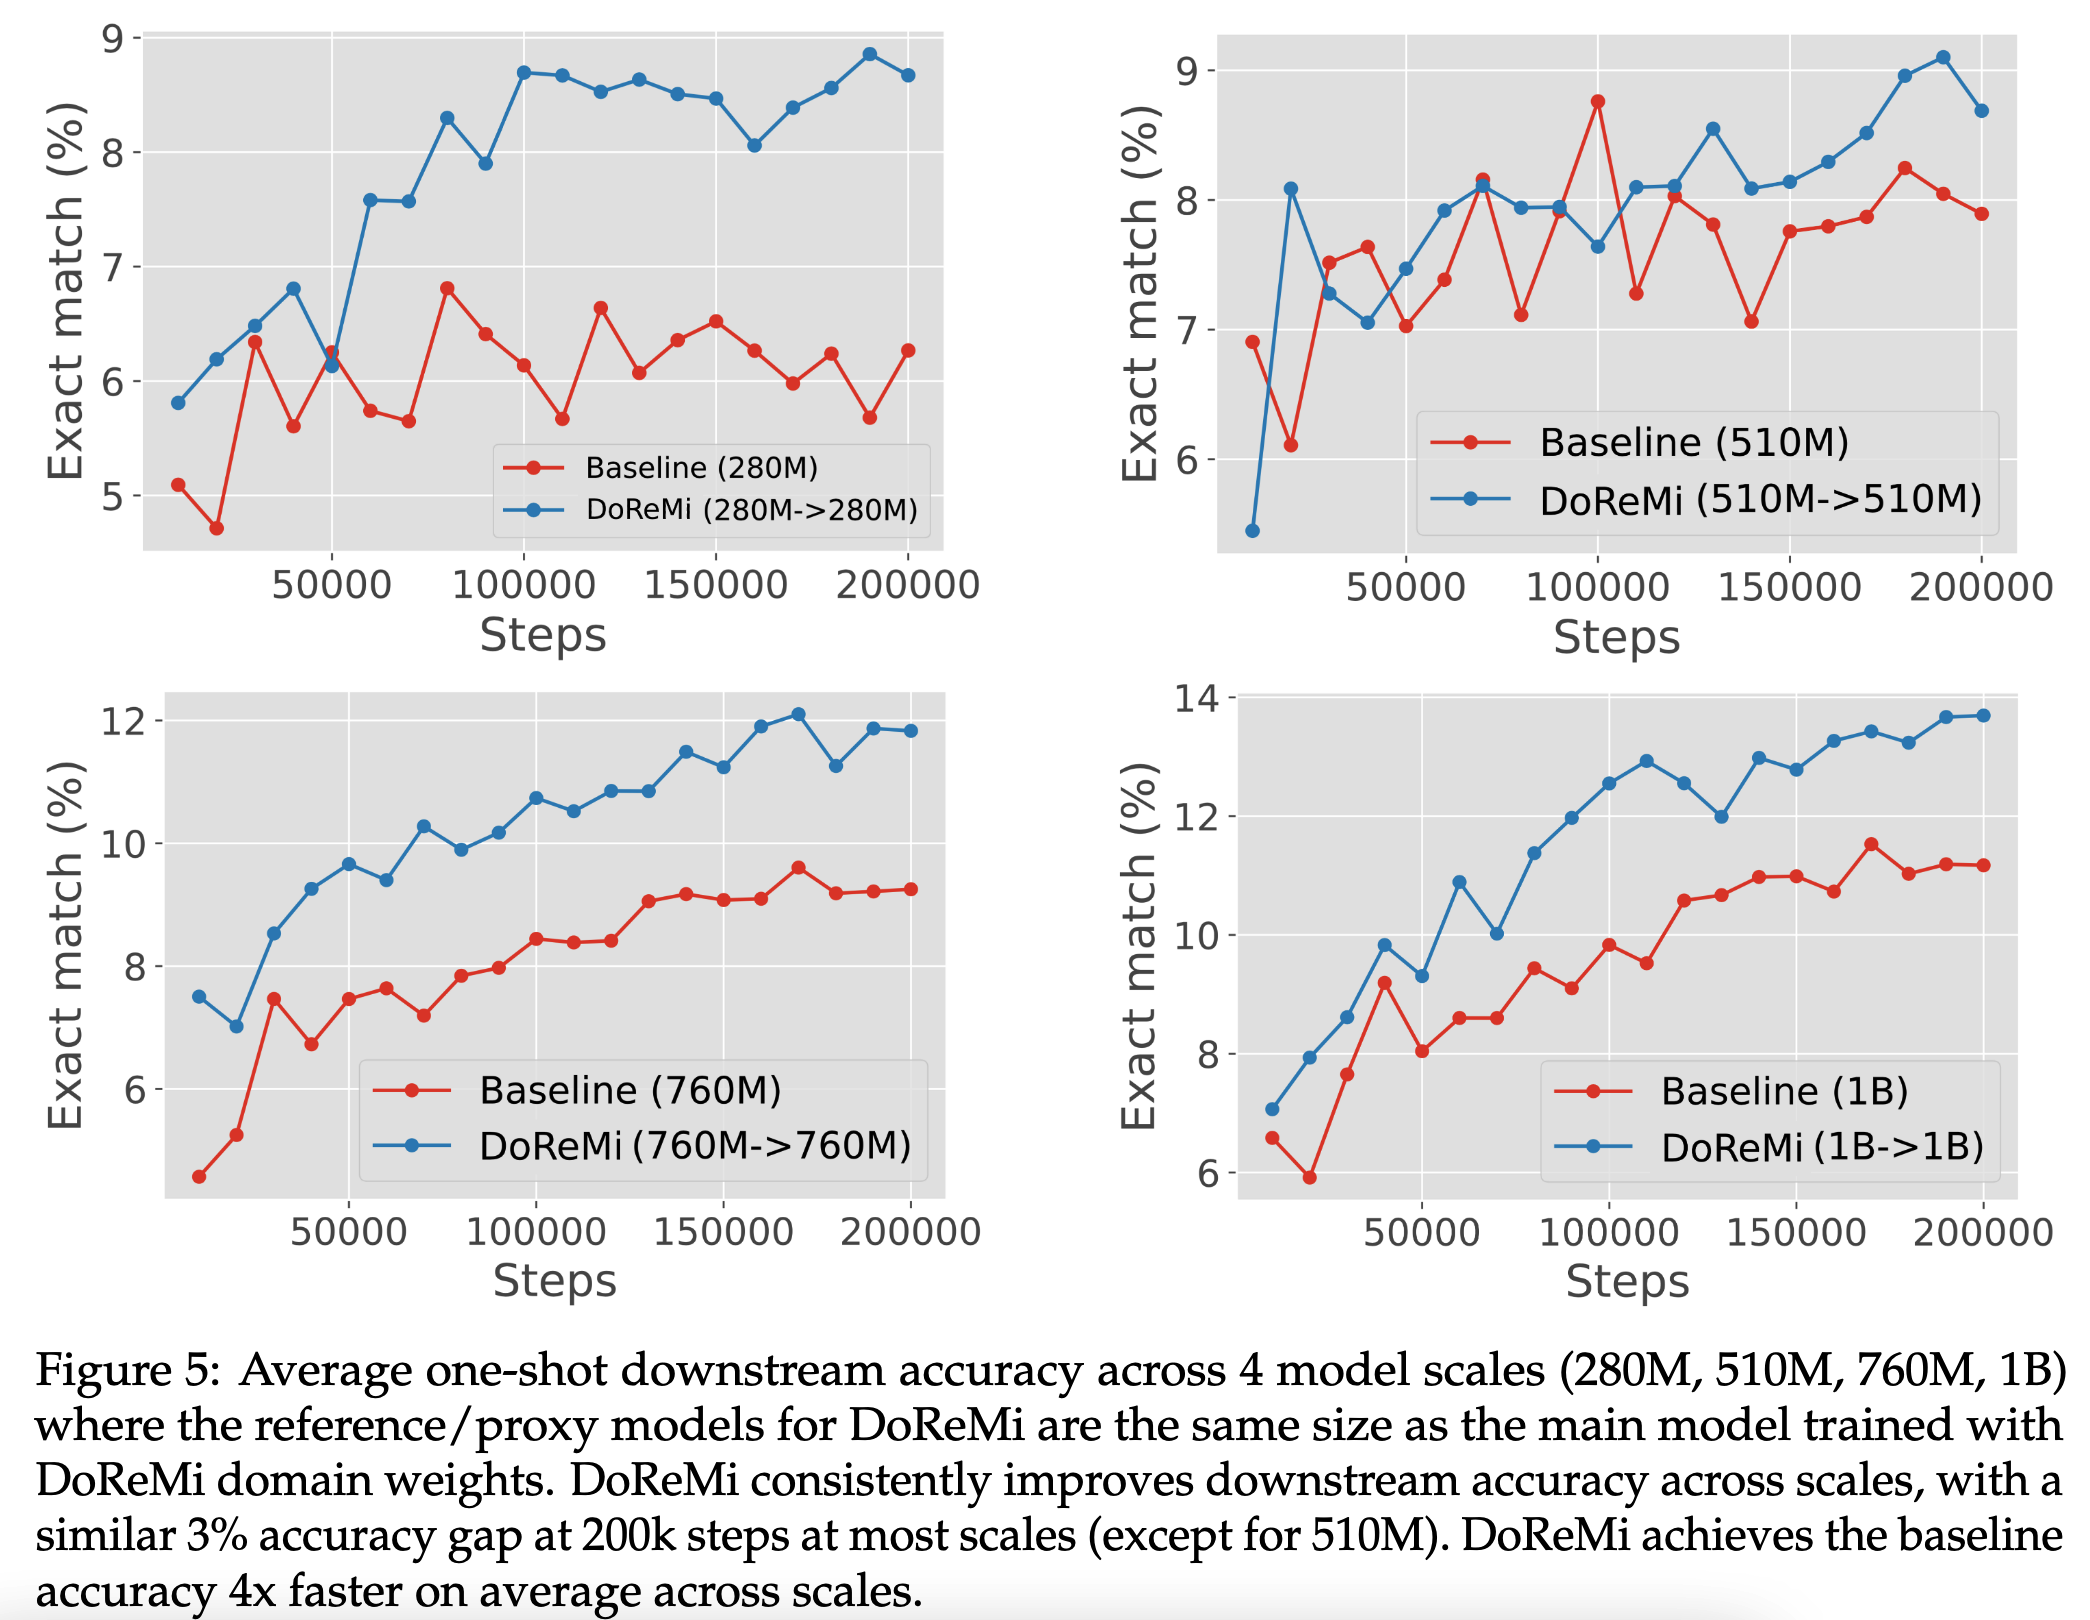 9
8
7
6
5
Exact match (%)
Baseline (280M)
DoReMi (280M->280M)
50000 100000 150000 200000
Steps
9
8
7
6
Exact match (%)
Baseline (510M)
DoReMi (510M->510M)
50000 100000 150000 200000
Steps
12
10
8
6
Exact match (%)
Baseline (760M)
DoReMi (760M->760M)
50000 100000 150000 200000
Steps
14
12
10
8
6
Exact match (%)
Baseline (1B)
DoReMi (1B->1B)
50000 100000 150000 200000
Steps
Figure 5: Average one-shot downstream accuracy across 4 model scales (280M, 510M, 760M, 1B)
where the reference/proxy models for DoReMi are the same size as the main model trained with
DoReMi domain weights. DoReMi consistently improves downstream accuracy across scales, with a
similar 3% accuracy gap at 200k steps at most scales (except for 510M). DoReMi achieves the baseline
accuracy 4x faster on average across scales.